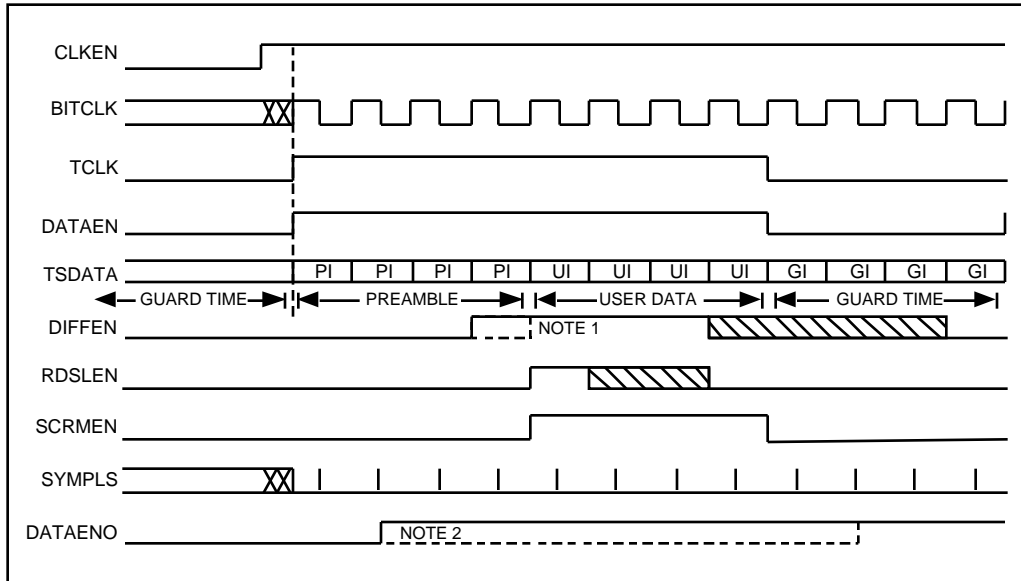 CLKEN
BITCLK
TCLK
DATAEN
TSDATA PI PI PI PI UI UI UI UI GI GI GI GI
GUARD TIME PREAMBLE USER DATA GUARD TIME
DIFFEN NOTE 1
RDSLEN
SCRMEN
SYMPLS
DATAENO NOTE 2